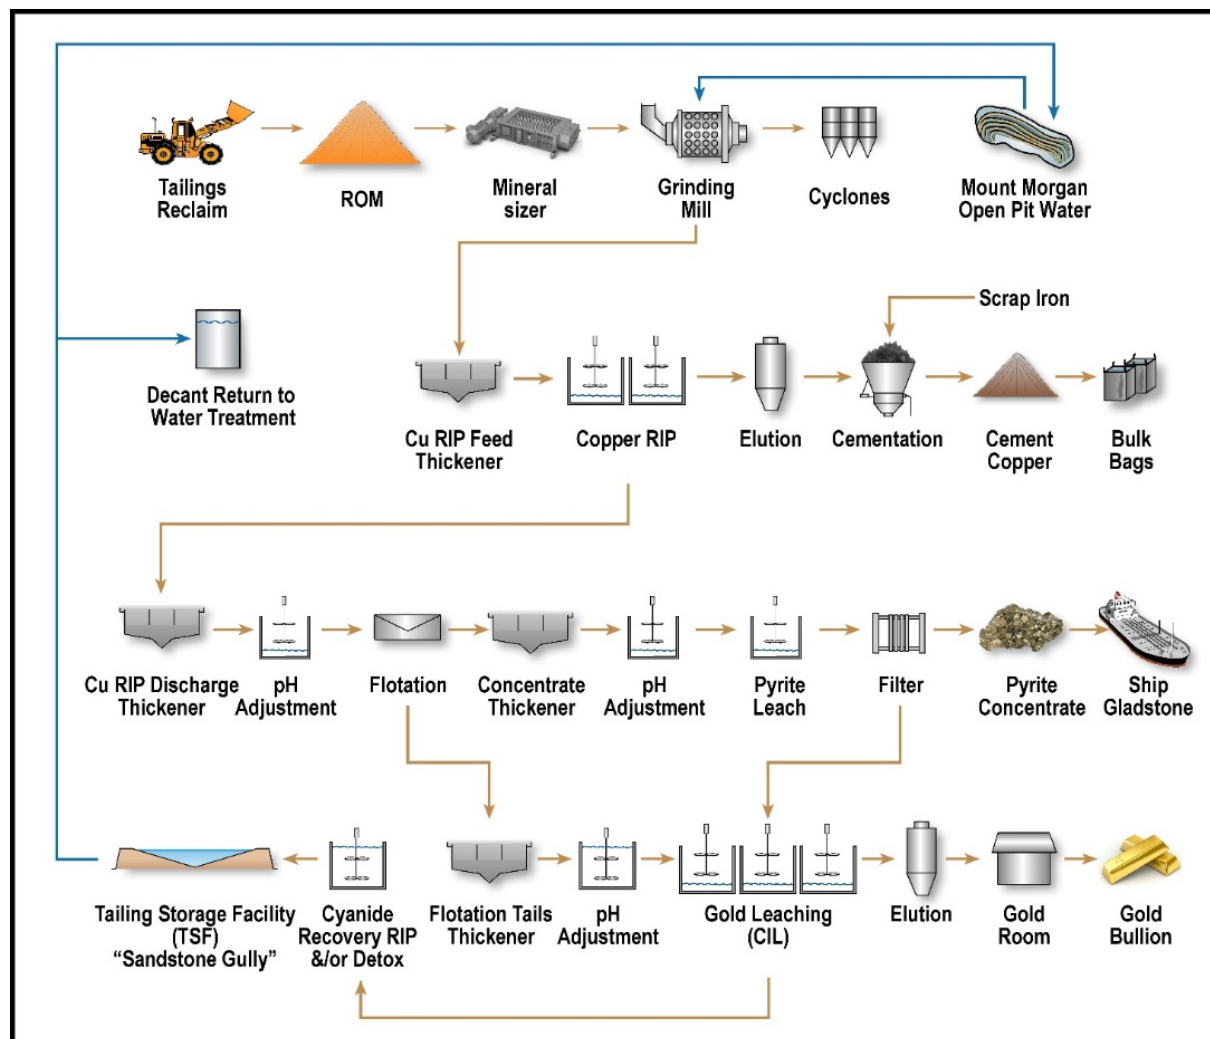 Tailings
Reclaim
ROM
Mineral
sizer
Grinding
Mill
Cyclones
Mount Morgan
Open Pit Water
Scrap Iron
Decant Return to
Water Treatment
Cu RIP Feed
Thickener
Copper RIP
Elution
Cementation
Cement
Copper
Bulk
Bags
Cu RIP Discharge
Thickener
pH
Adjustment
Flotation
Concentrate
Thickener
pH
Adjustment
Pyrite
Leach
Filter
Pyrite
Concentrate
Ship
Gladstone
Tailing Storage Facility
(TSF)
“Sandstone Gully”
Cyanide
Recovery RIP
&/or Detox
Flotation Tails
Thickener
pH
Adjustment
Gold Leaching
(CIL)
Elution
Gold
Room
Gold
Bullion